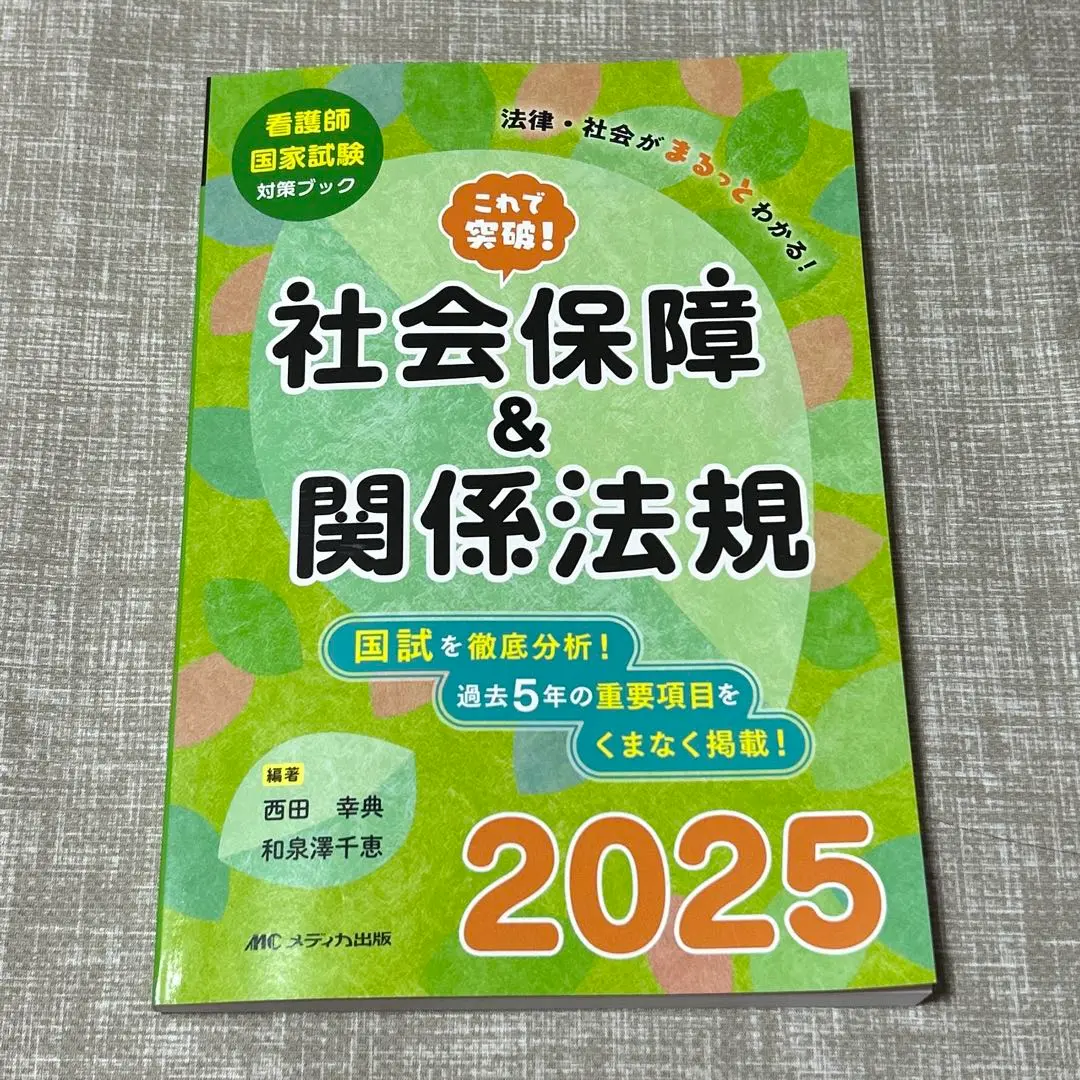 看護師
国家試験
対策ブック
法律・社会がまるっとわかる!
これで
突破!
社会保障
&
関係法規
国試を徹底分析!
過去5年の重要項目を
くまなく掲載!
編著
西田 幸典
和泉澤千恵
2025
MCメディカ出版